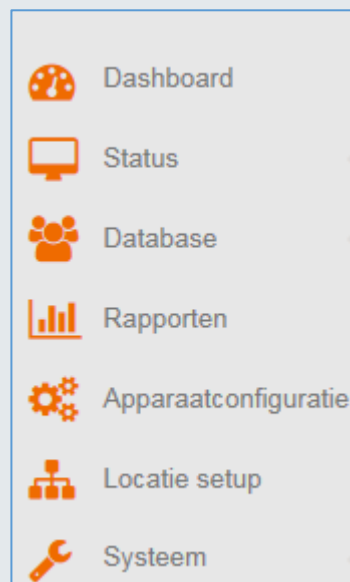 Dashboard
Status
Database
Rapporten
Apparaatconfiguratie
Locatie setup
Systeem